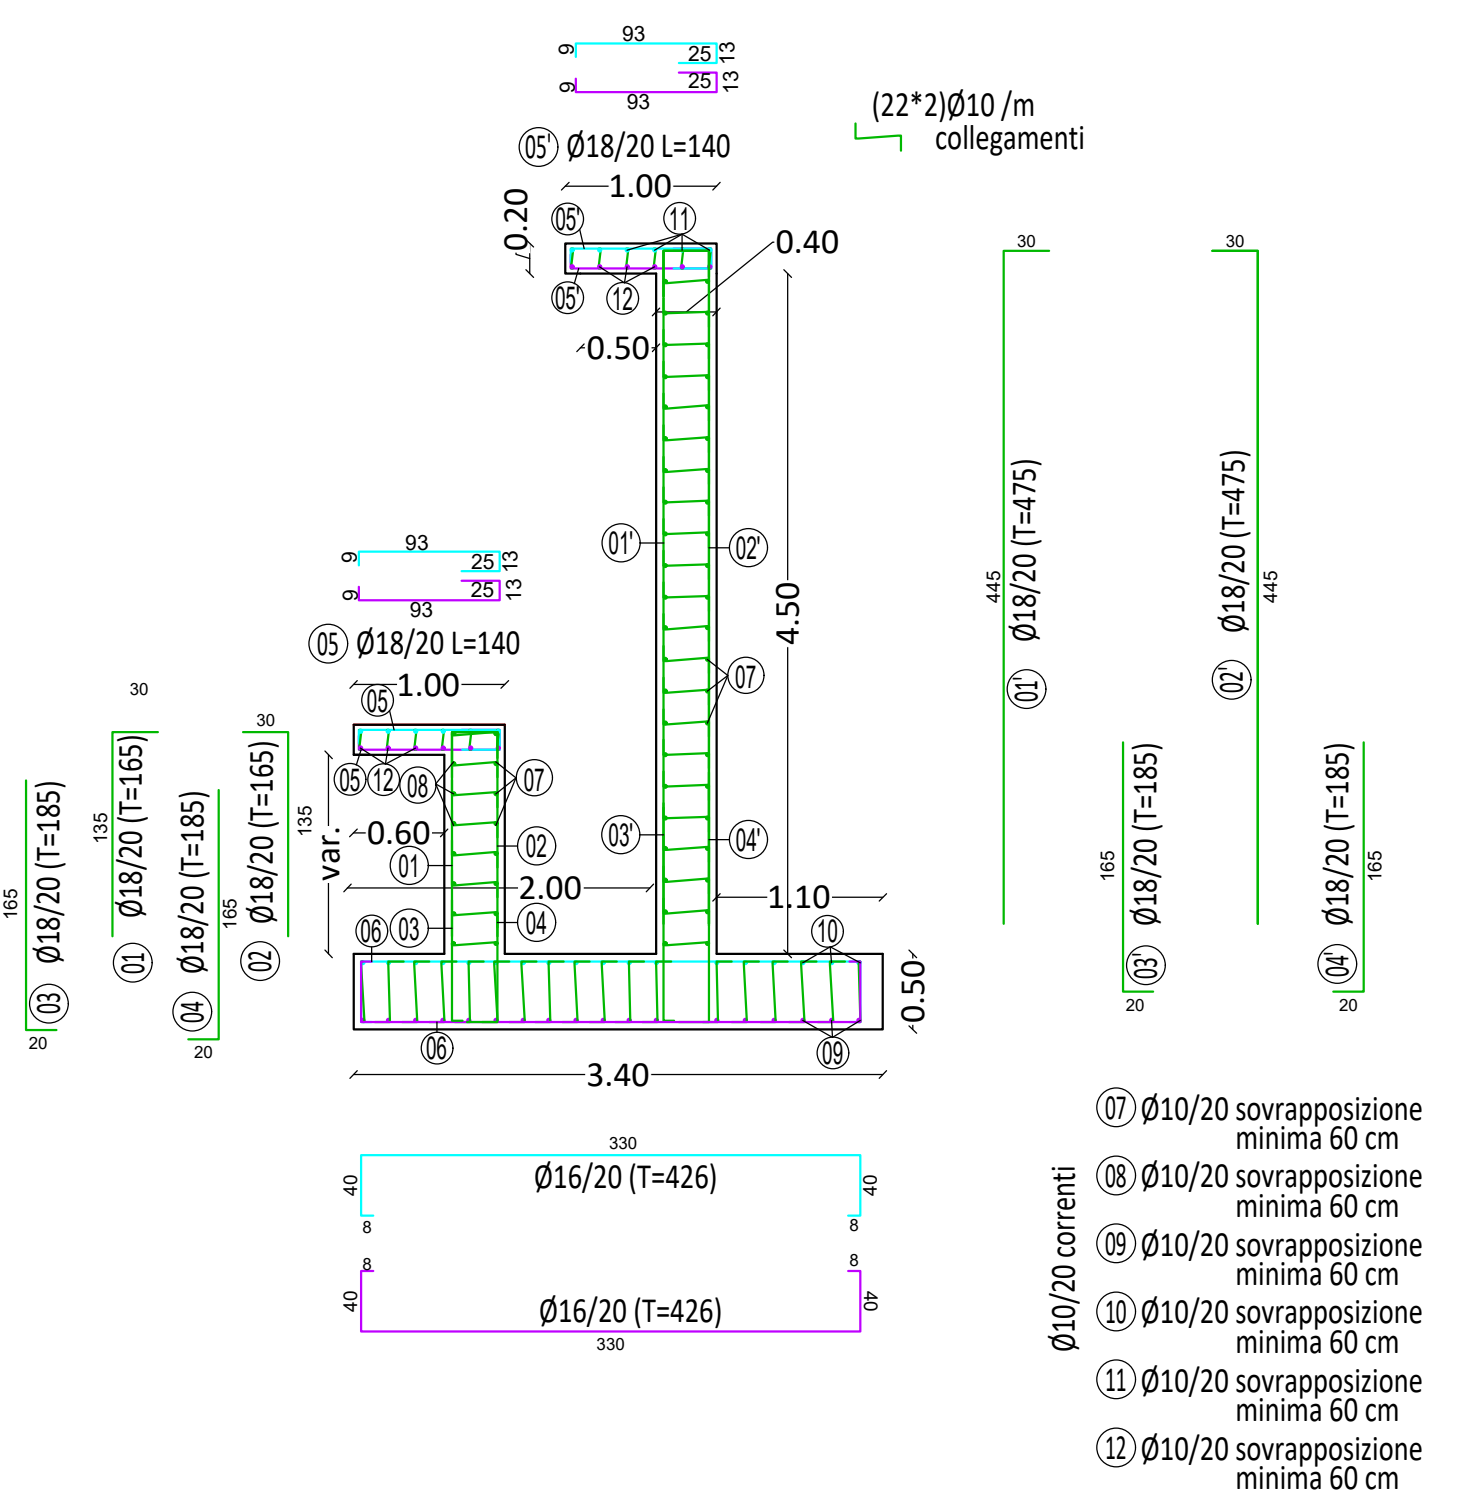 93
9
25
13
9
25
13
93
(22*2)Ø10 /m
collegamenti
05' Ø18/20 L=140
1.00
0.20
05'
11
0.40
05'
12
0.50
30
30
01'
02'
4.50
445
01' Ø18/20 (T=475)
02' Ø18/20 (T=475)
445
93
9
25
13
9
25
13
93
05 Ø18/20 L=140
1.00
05
07
30
30
05
12
08
07
135
01 Ø18/20 (T=165)
02 Ø18/20 (T=165)
135
165
03 Ø18/20 (T=185)
04 Ø18/20 (T=185)
165
20
20
var.
0.60
01
02
03'
04'
2.00
1.10
03
04
06
10
0.50
06
09
3.40
165
03' Ø18/20 (T=185)
04' Ø18/20 (T=185)
165
20
20
330
40
Ø16/20 (T=426)
40
8
8
8
8
40
Ø16/20 (T=426)
40
330
Ø10/20 correnti
07 Ø10/20 sovrapposizione
minima 60 cm
08 Ø10/20 sovrapposizione
minima 60 cm
09 Ø10/20 sovrapposizione
minima 60 cm
10 Ø10/20 sovrapposizione
minima 60 cm
11 Ø10/20 sovrapposizione
minima 60 cm
12 Ø10/20 sovrapposizione
minima 60 cm